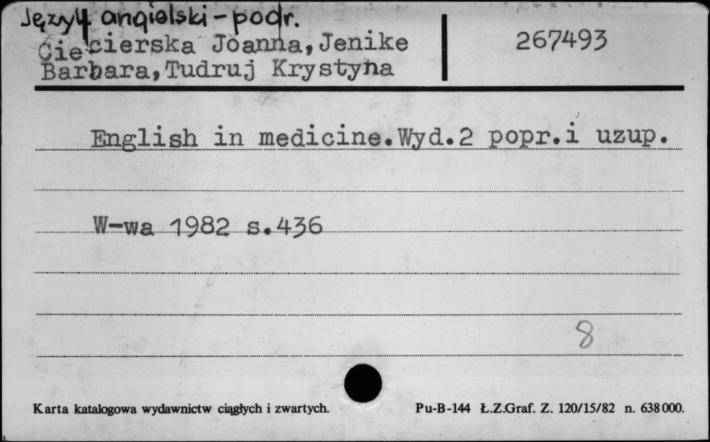 Język angielski - podr.
Ciecierska Joanna, Jenike
Barbara, Tudruj Krystyna
267493
English in medicine. Wyd.2 popr.i uzup.
W-wa 1982 s.436
8
Karta katalogowa wydawnictw ciągłych i zwartych.
Pu-B-144 Ł.Z.Graf. Z. 120/15/82 n. 638 000.